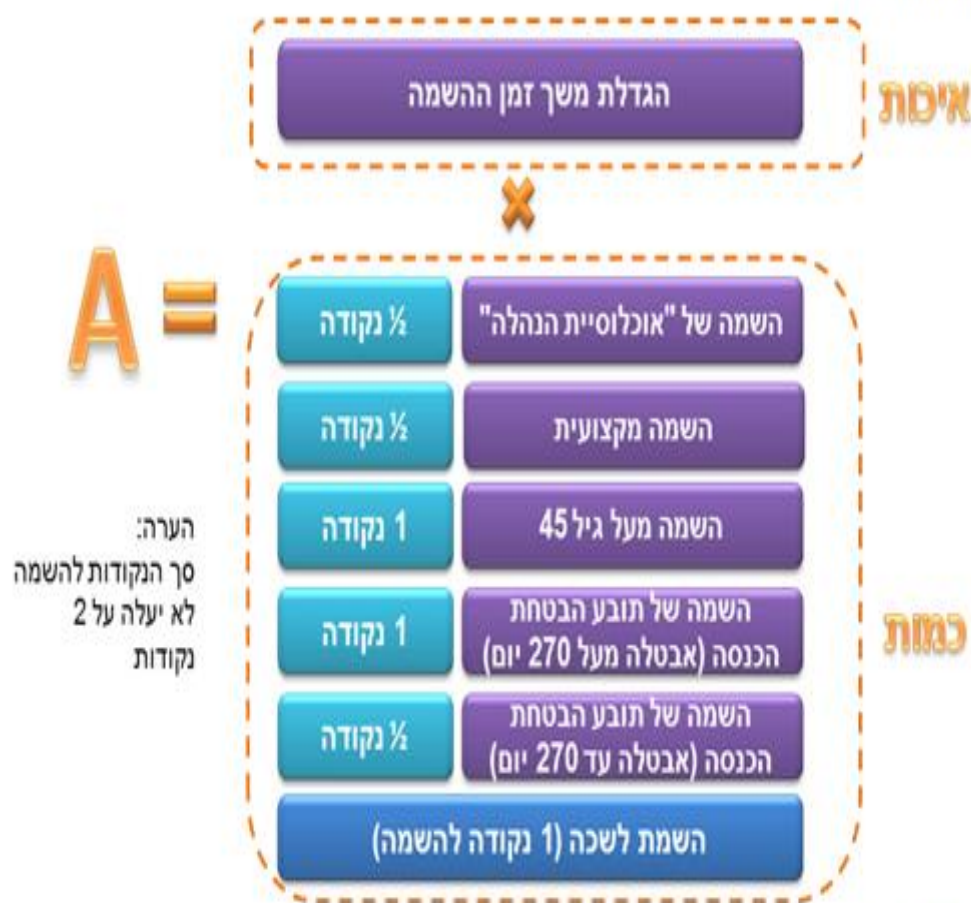 הגדלת משך זמן ההשמה
איכות
×
A =
השמה של "אוכלוסיית הנהלה"
½ נקודה
השמה מקצועית
½ נקודה
השמה מעל גיל 45
1 נקודה
השמה של תובע הבטחת
הכנסה (אבטלה מעל 270 יום)
1 נקודה
השמה של תובע הבטחת
הכנסה (אבטלה עד 270 יום)
½ נקודה
השמת לשכה (1 נקודה להשמה)
כמות
הערה:
סך הנקודות להשמה
לא יעלה על 2
נקודות